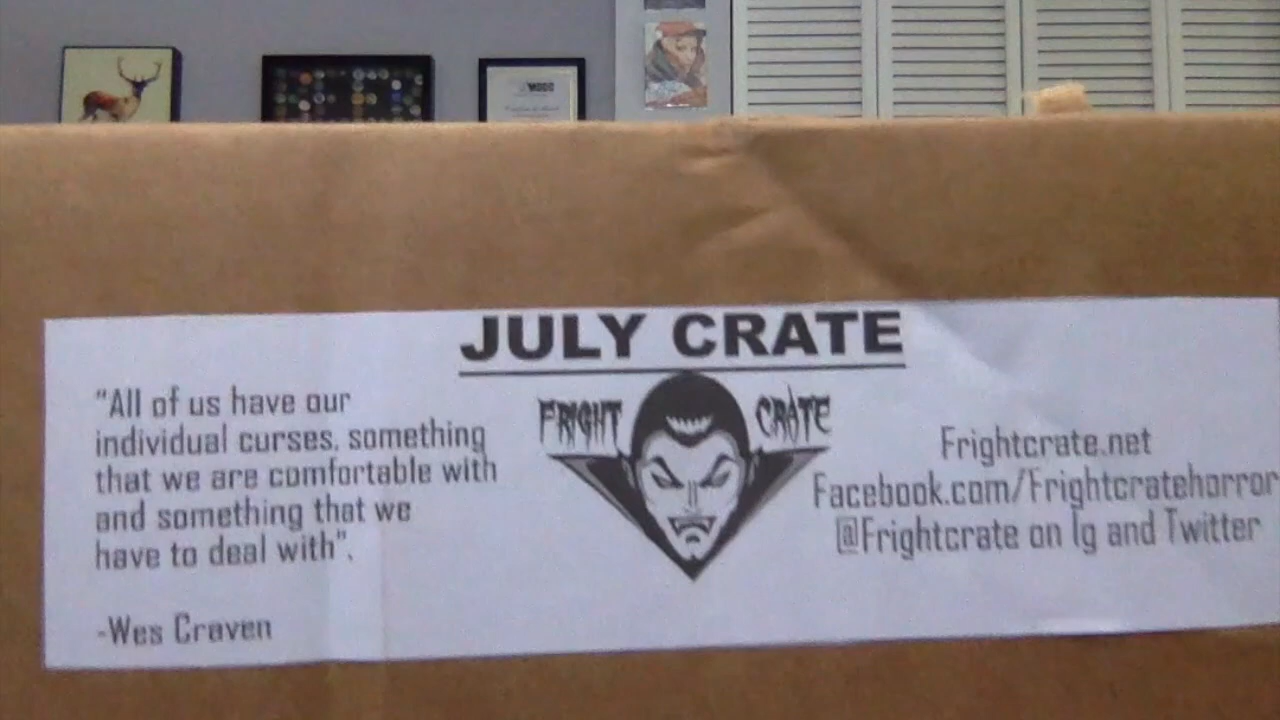 JULY CRATE
"All of us have our
individual curses, something
that we are comfortable with
and something that we
have to deal with".
-Wes Craven
FRIGHT CRATE
Frightcrate.net
Facebook.com/Frightcratehorror
@Frightcrate on Ig and Twitter